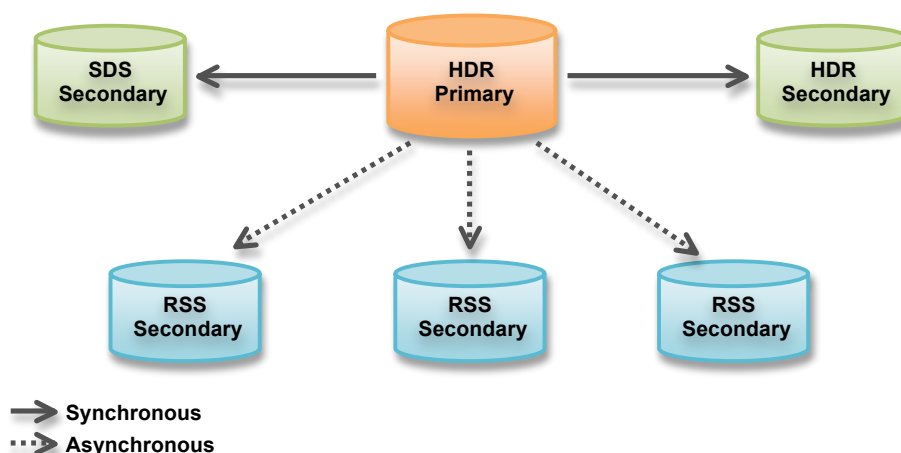 SDS
Secondary
HDR
Primary
HDR
Secondary
RSS
Secondary
RSS
Secondary
RSS
Secondary
Synchronous
Asynchronous